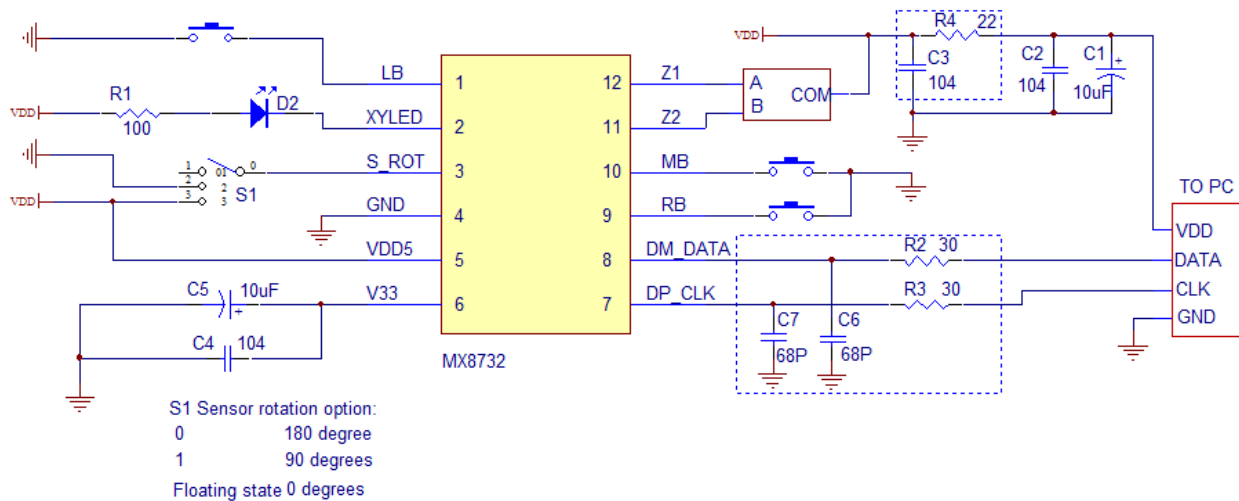 VDD
R4 22
C3
104
C2
104
C1
+
10uF
LB
1
12
Z1
A
B
COM
R1
100
D2
VDD
XYLED
2
11
Z2
1
2
3
01
0
2
3
S1
S_ROT
3
10
MB
VDD
GND
4
9
RB
TO PC
VDD
DATA
CLK
GND
VDD5
5
8
DM_DATA
R2 30
C5
10uF
+
V33
6
7
DP_CLK
R3 30
C4
104
C7
68P
C6
68P
MX8732
S1 Sensor rotation option:
0 180 degree
1 90 degrees
Floating state 0 degrees